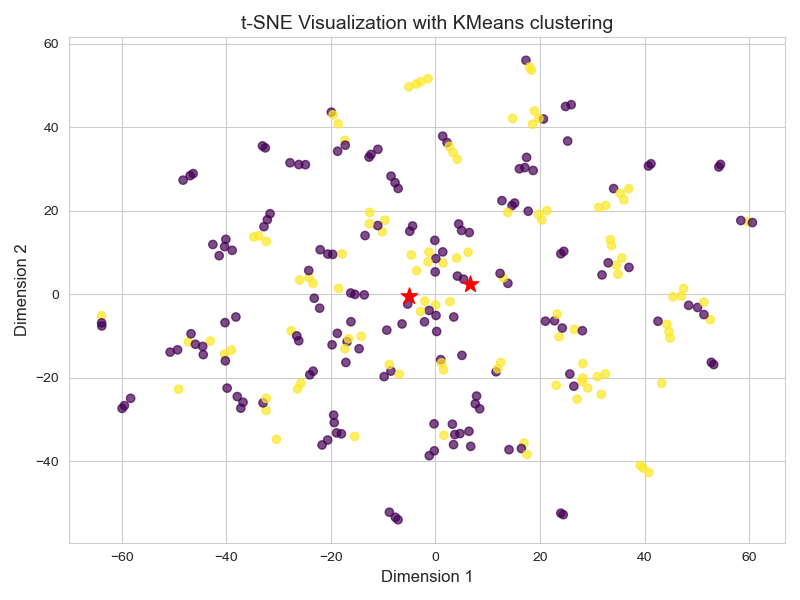 t-SNE Visualization with KMeans clustering
60
40
20
0
−20
−40
Dimension 2
−60 −40 −20 0 20 40 60
Dimension 1